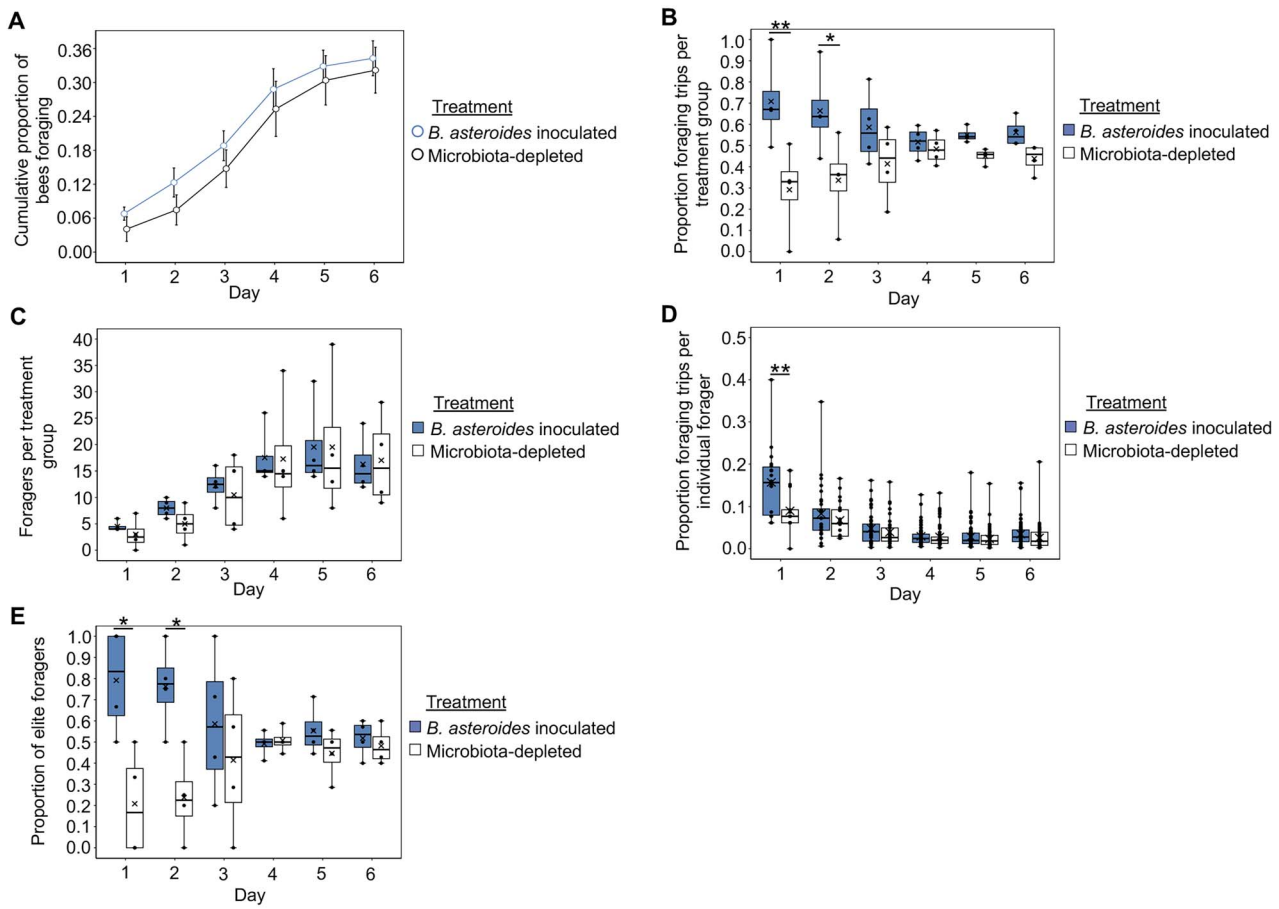 A
Cumulative proportion of
bees foraging
0.36
0.30
0.24
0.18
0.12
0.06
0.00
1 2 3 4 5 6
Day
Treatment
B. asteroides inoculated
Microbiota-depleted
B
Proportion foraging trips per
treatment group
1.0
0.9
0.8
0.7
0.6
0.5
0.4
0.3
0.2
0.1
0.0
** *
1 2 3 4 5 6
Day
Treatment
B. asteroides inoculated
Microbiota-depleted
C
Foragers per treatment
group
40
35
30
25
20
15
10
5
0
1 2 3 4 5 6
Day
Treatment
B. asteroides inoculated
Microbiota-depleted
D
Proportion foraging trips per
individual forager
0.5
0.4
0.3
0.2
0.1
0.0
**
1 2 3 4 5 6
Day
Treatment
B. asteroides inoculated
Microbiota-depleted
E
Proportion of elite foragers
1.0
0.9
0.8
0.7
0.6
0.5
0.4
0.3
0.2
0.1
0.0
* *
1 2 3 4 5 6
Day
Treatment
B. asteroides inoculated
Microbiota-depleted